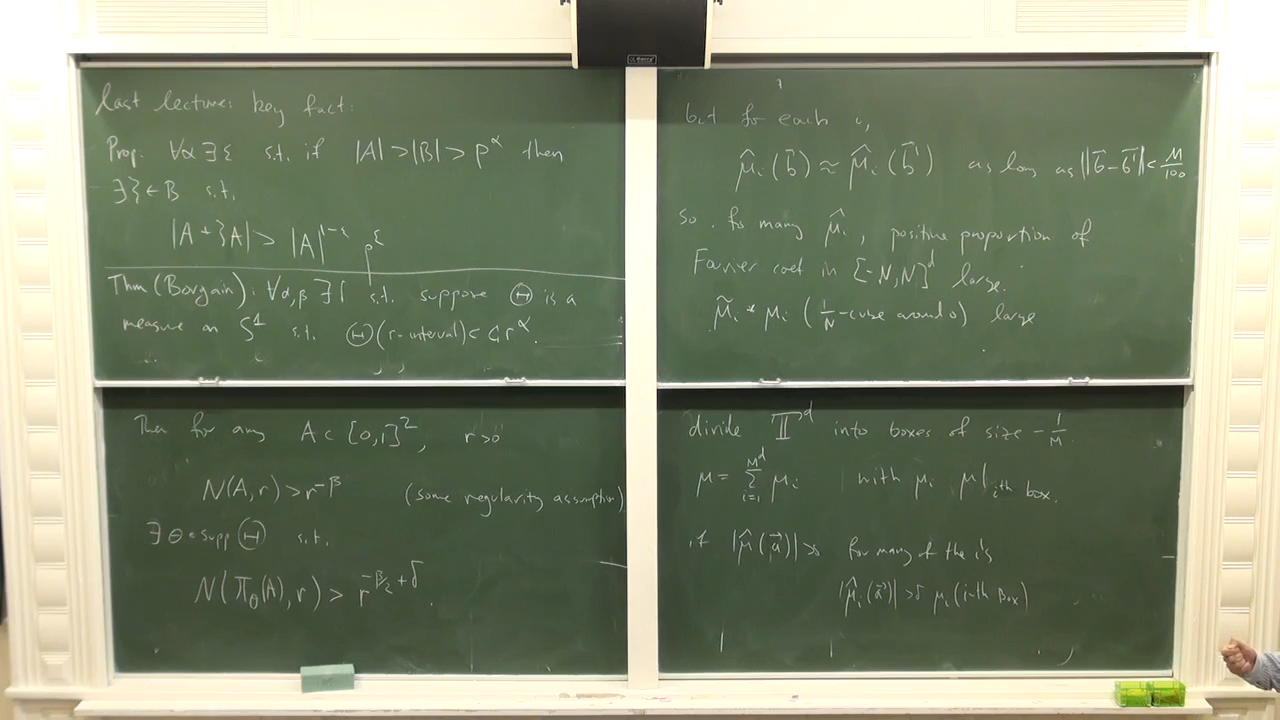 last lecture: key fact:
Prop. ∀α ∃ε s.t. if |A| > |B| > p^α then
∃ξ ∈ B s.t.
|A + ξA| > |A|^{1-ε} p^ε
Thm (Borgain): ∀α,β ∃δ s.t. suppose Θ is a
measure on S^1 s.t. Θ(r-interval) < C_1 r^α.
Then for any A ⊂ [0,1]^2, r>0
N(A,r) > r^{-β} (some regularity assumption)
∃ θ ∈ supp Θ s.t.
N(π_θ(A), r) > r^{-β/2+δ}.
but for each i,
μ̂_i(b⃗) ≈ μ̂_i(b⃗') as long as ||b⃗ - b⃗'|| < M/100
So, for many μ̂_i, positive proportion of
Fourier coef in [-N,N]^d large.
μ̃_i * μ_i (1/N-cube around 0) large
divide 𝕋^d into boxes of size ~ 1/M.
μ = Σ_{i=1}^{M^d} μ_i with μ_i = μ|_{ith box}.
if |μ̂(a⃗)| > δ for many of the i's
|μ̂_i(a⃗)| > δ μ_i(i-th Box)